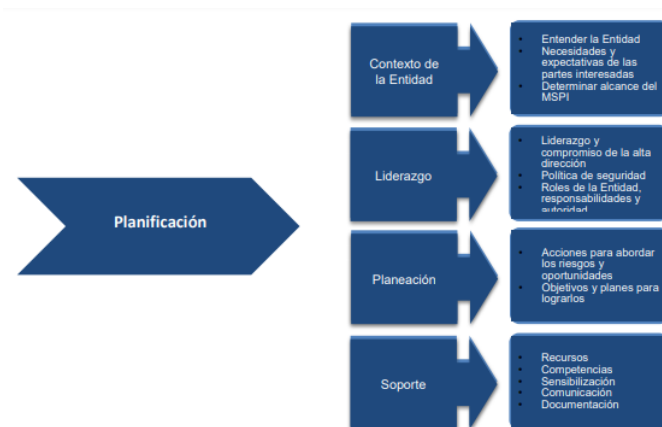 Planificación
Contexto de
la Entidad
• Entender la Entidad
• Necesidades y
expectativas de las
partes interesadas
• Determinar alcance del
MSPI
Liderazgo
• Liderazgo y
compromiso de la alta
dirección
• Política de seguridad
• Roles de la Entidad,
responsabilidades y
autoridad
Planeación
• Acciones para abordar
los riesgos y
oportunidades
• Objetivos y planes para
lograrlos
Soporte
• Recursos
• Competencias
• Sensibilización
• Comunicación
• Documentación